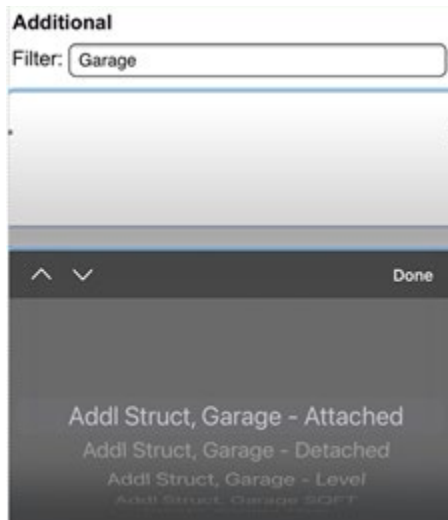 Additional
Filter: Garage
Done
Addl Struct, Garage - Attached
Addl Struct, Garage - Detached
Addl Struct, Garage - Level
Addl Struct, Garage SQFT